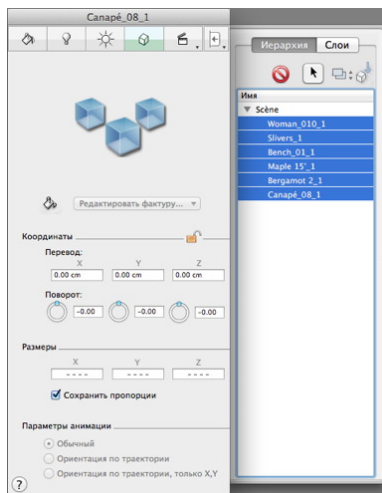 Canapé_08_1
Редактировать фактуру...
Координаты
Перевод:
X Y Z
0.00 cm 0.00 cm 0.00 cm
Поворот:
-0.00 -0.00 -0.00
Размеры
X Y Z
---- ---- ----
Сохранить пропорции
Параметры анимации
Обычный
Ориентация по траектории
Ориентация по траектории, только X,Y
?
Иерархия Слои
Имя
Scène
Woman_010_1
Slivers_1
Bench_01_1
Maple 15'_1
Bergamot 2_1
Canapé_08_1